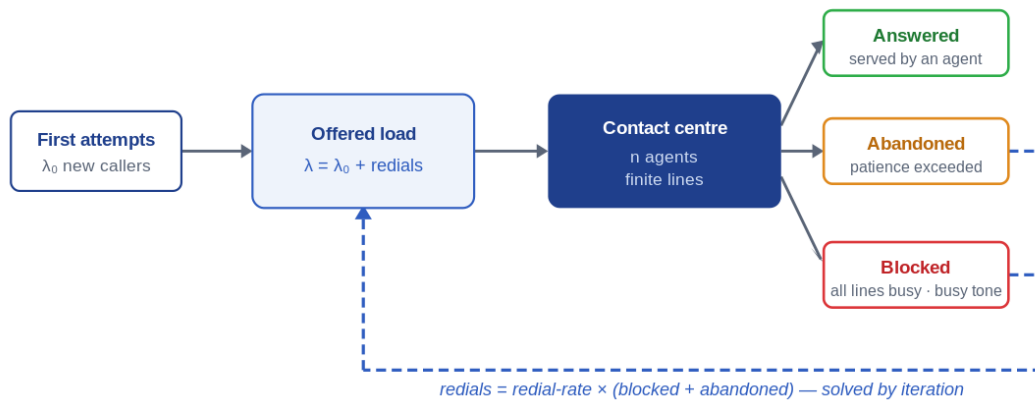 First attempts
λ₀ new callers
Offered load
λ = λ₀ + redials
Contact centre
n agents
finite lines
Answered
served by an agent
Abandoned
patience exceeded
Blocked
all lines busy · busy tone
redials = redial-rate × (blocked + abandoned) — solved by iteration